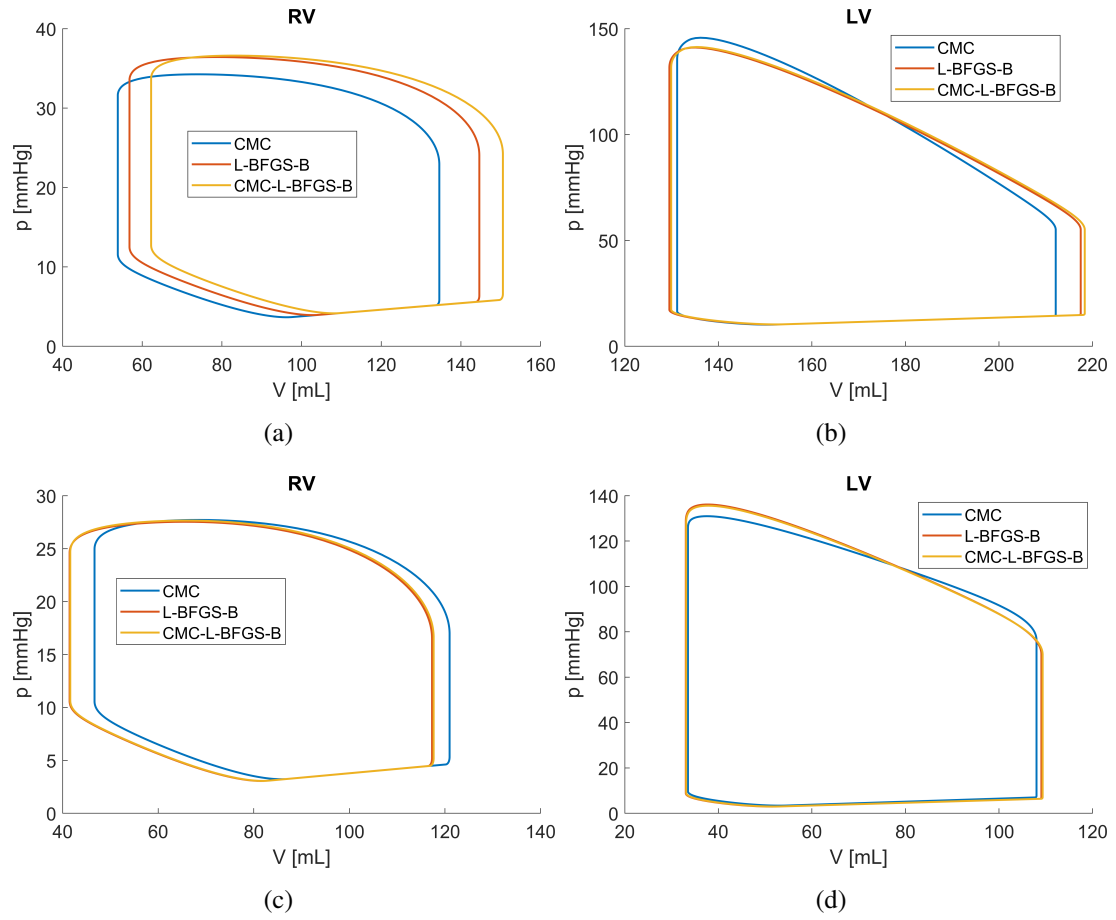 RV
40
30
20
10
0
p [mmHg]
CMC
L-BFGS-B
CMC-L-BFGS-B
40 60 80 100 120 140 160
V [mL]
(a)
LV
150
100
50
0
p [mmHg]
CMC
L-BFGS-B
CMC-L-BFGS-B
120 140 160 180 200 220
V [mL]
(b)
RV
30
25
20
15
10
5
0
p [mmHg]
CMC
L-BFGS-B
CMC-L-BFGS-B
40 60 80 100 120 140
V [mL]
(c)
LV
140
120
100
80
60
40
20
0
p [mmHg]
CMC
L-BFGS-B
CMC-L-BFGS-B
20 40 60 80 100 120
V [mL]
(d)